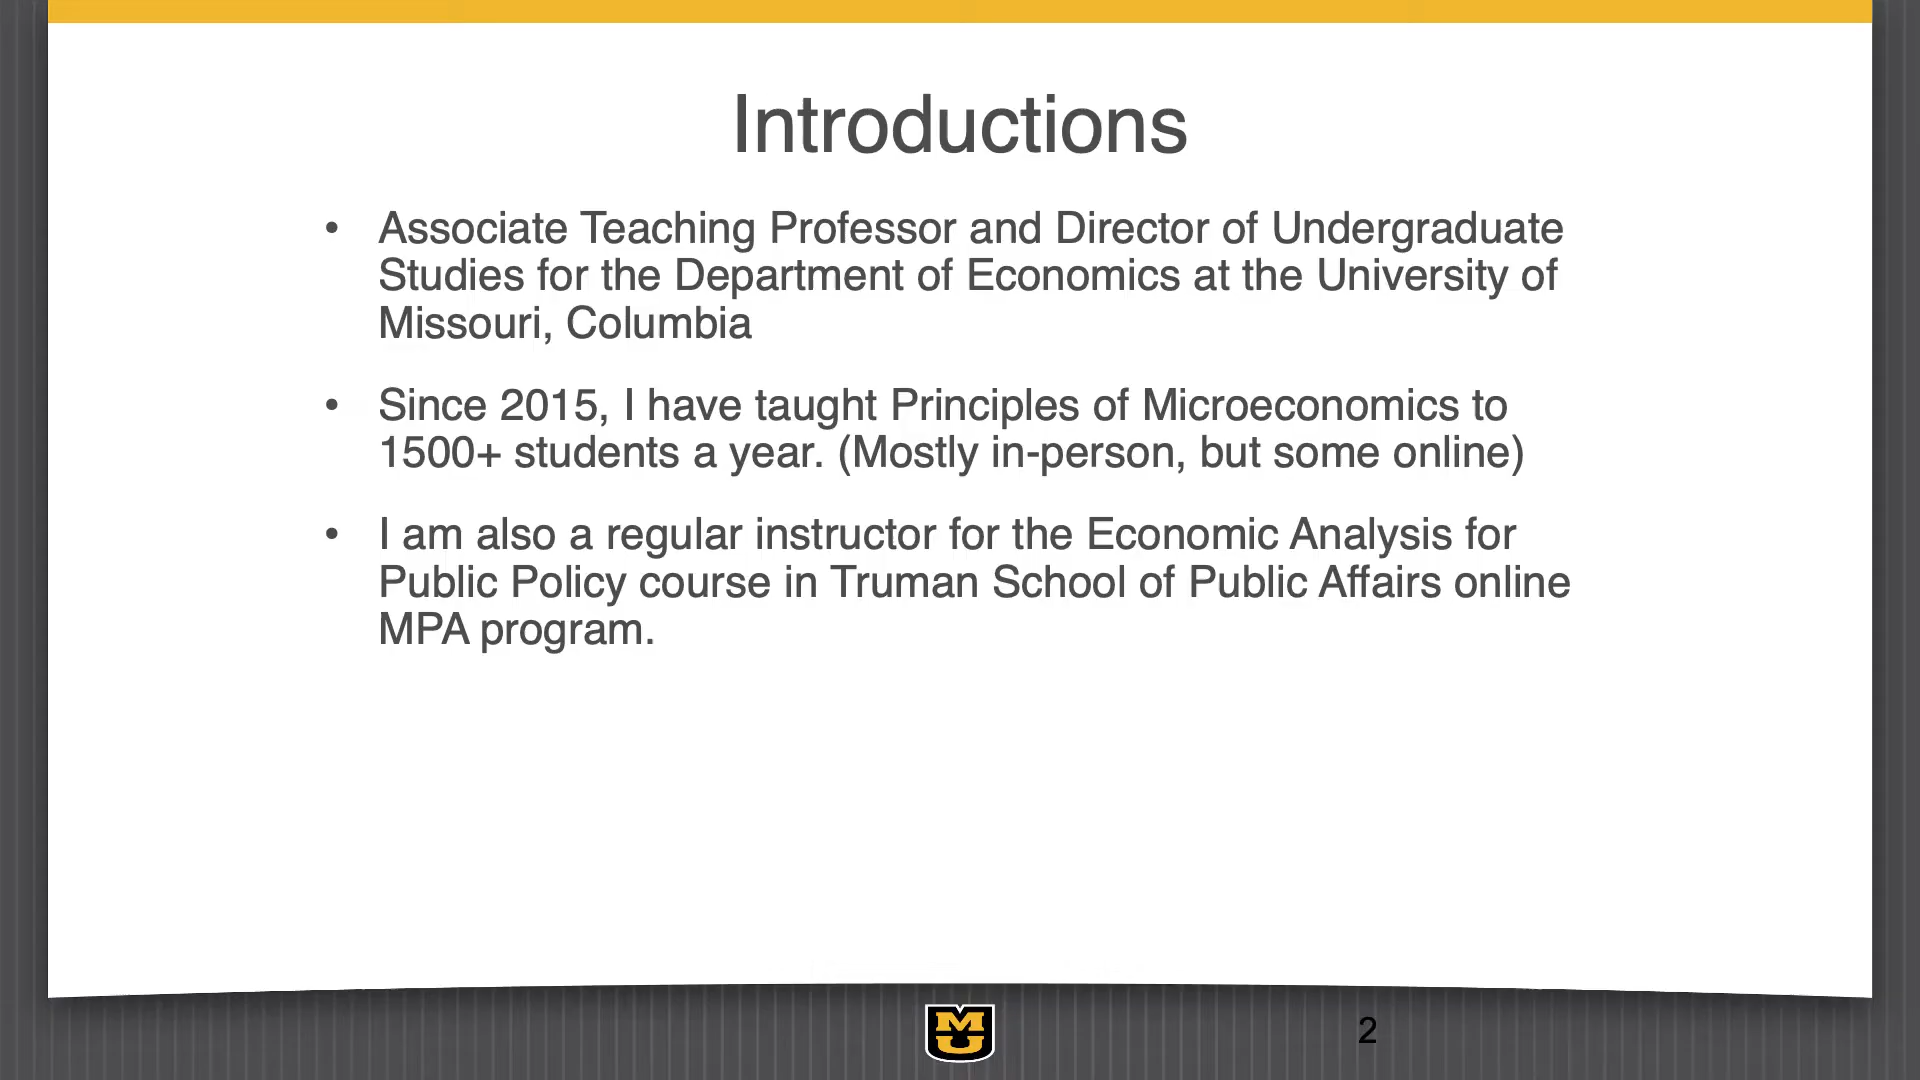 Introductions
• Associate Teaching Professor and Director of Undergraduate
Studies for the Department of Economics at the University of
Missouri, Columbia
• Since 2015, I have taught Principles of Microeconomics to
1500+ students a year. (Mostly in-person, but some online)
• I am also a regular instructor for the Economic Analysis for
Public Policy course in Truman School of Public Affairs online
MPA program.
MU
2